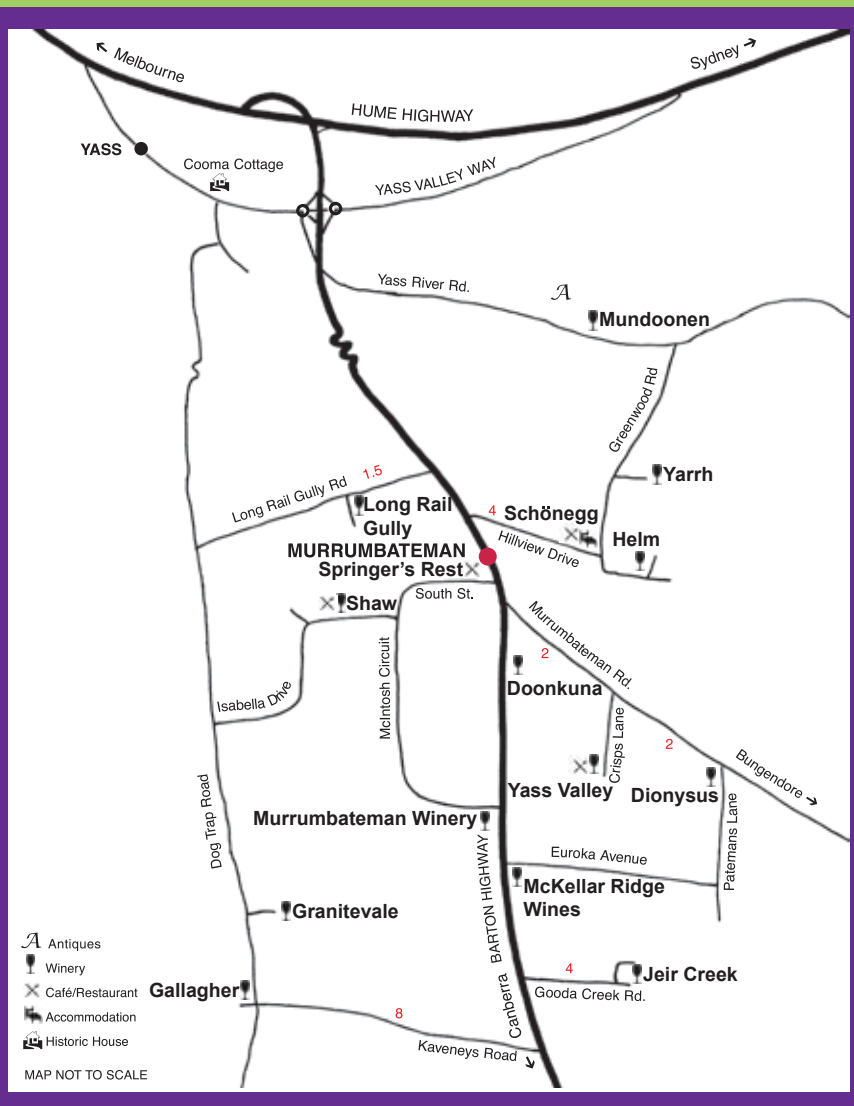 Melbourne
Sydney
HUME HIGHWAY
YASS
Cooma Cottage
YASS VALLEY WAY
Yass River Rd.
A
Mundoonen
Greenwood Rd
Yarrh
1.5
Long Rail Gully Rd
Long Rail
Gully
4
Schönegg
Hillview Drive
Helm
MURRUMBATEMAN
Springer's Rest
South St.
Shaw
Murrumbateman Rd.
2
McIntosh Circuit
Isabella Drive
Doonkuna
Crisps Lane
2
Yass Valley
Dionysus
Bungendore
Patemans Lane
Dog Trap Road
Murrumbateman Winery
BARTON HIGHWAY
Euroka Avenue
McKellar Ridge
Wines
Granitevale
Gallagher
4
Jeir Creek
Gooda Creek Rd.
Canberra
8
Kaveneys Road
A Antiques
Winery
Café/Restaurant
Accommodation
Historic House
MAP NOT TO SCALE